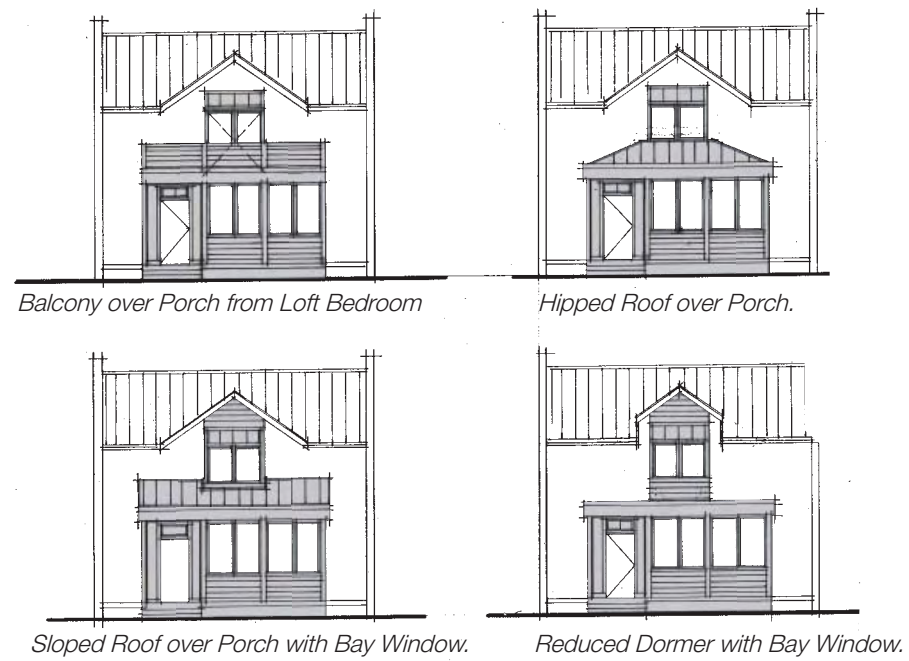 Balcony over Porch from Loft Bedroom
Hipped Roof over Porch.
Sloped Roof over Porch with Bay Window.
Reduced Dormer with Bay Window.